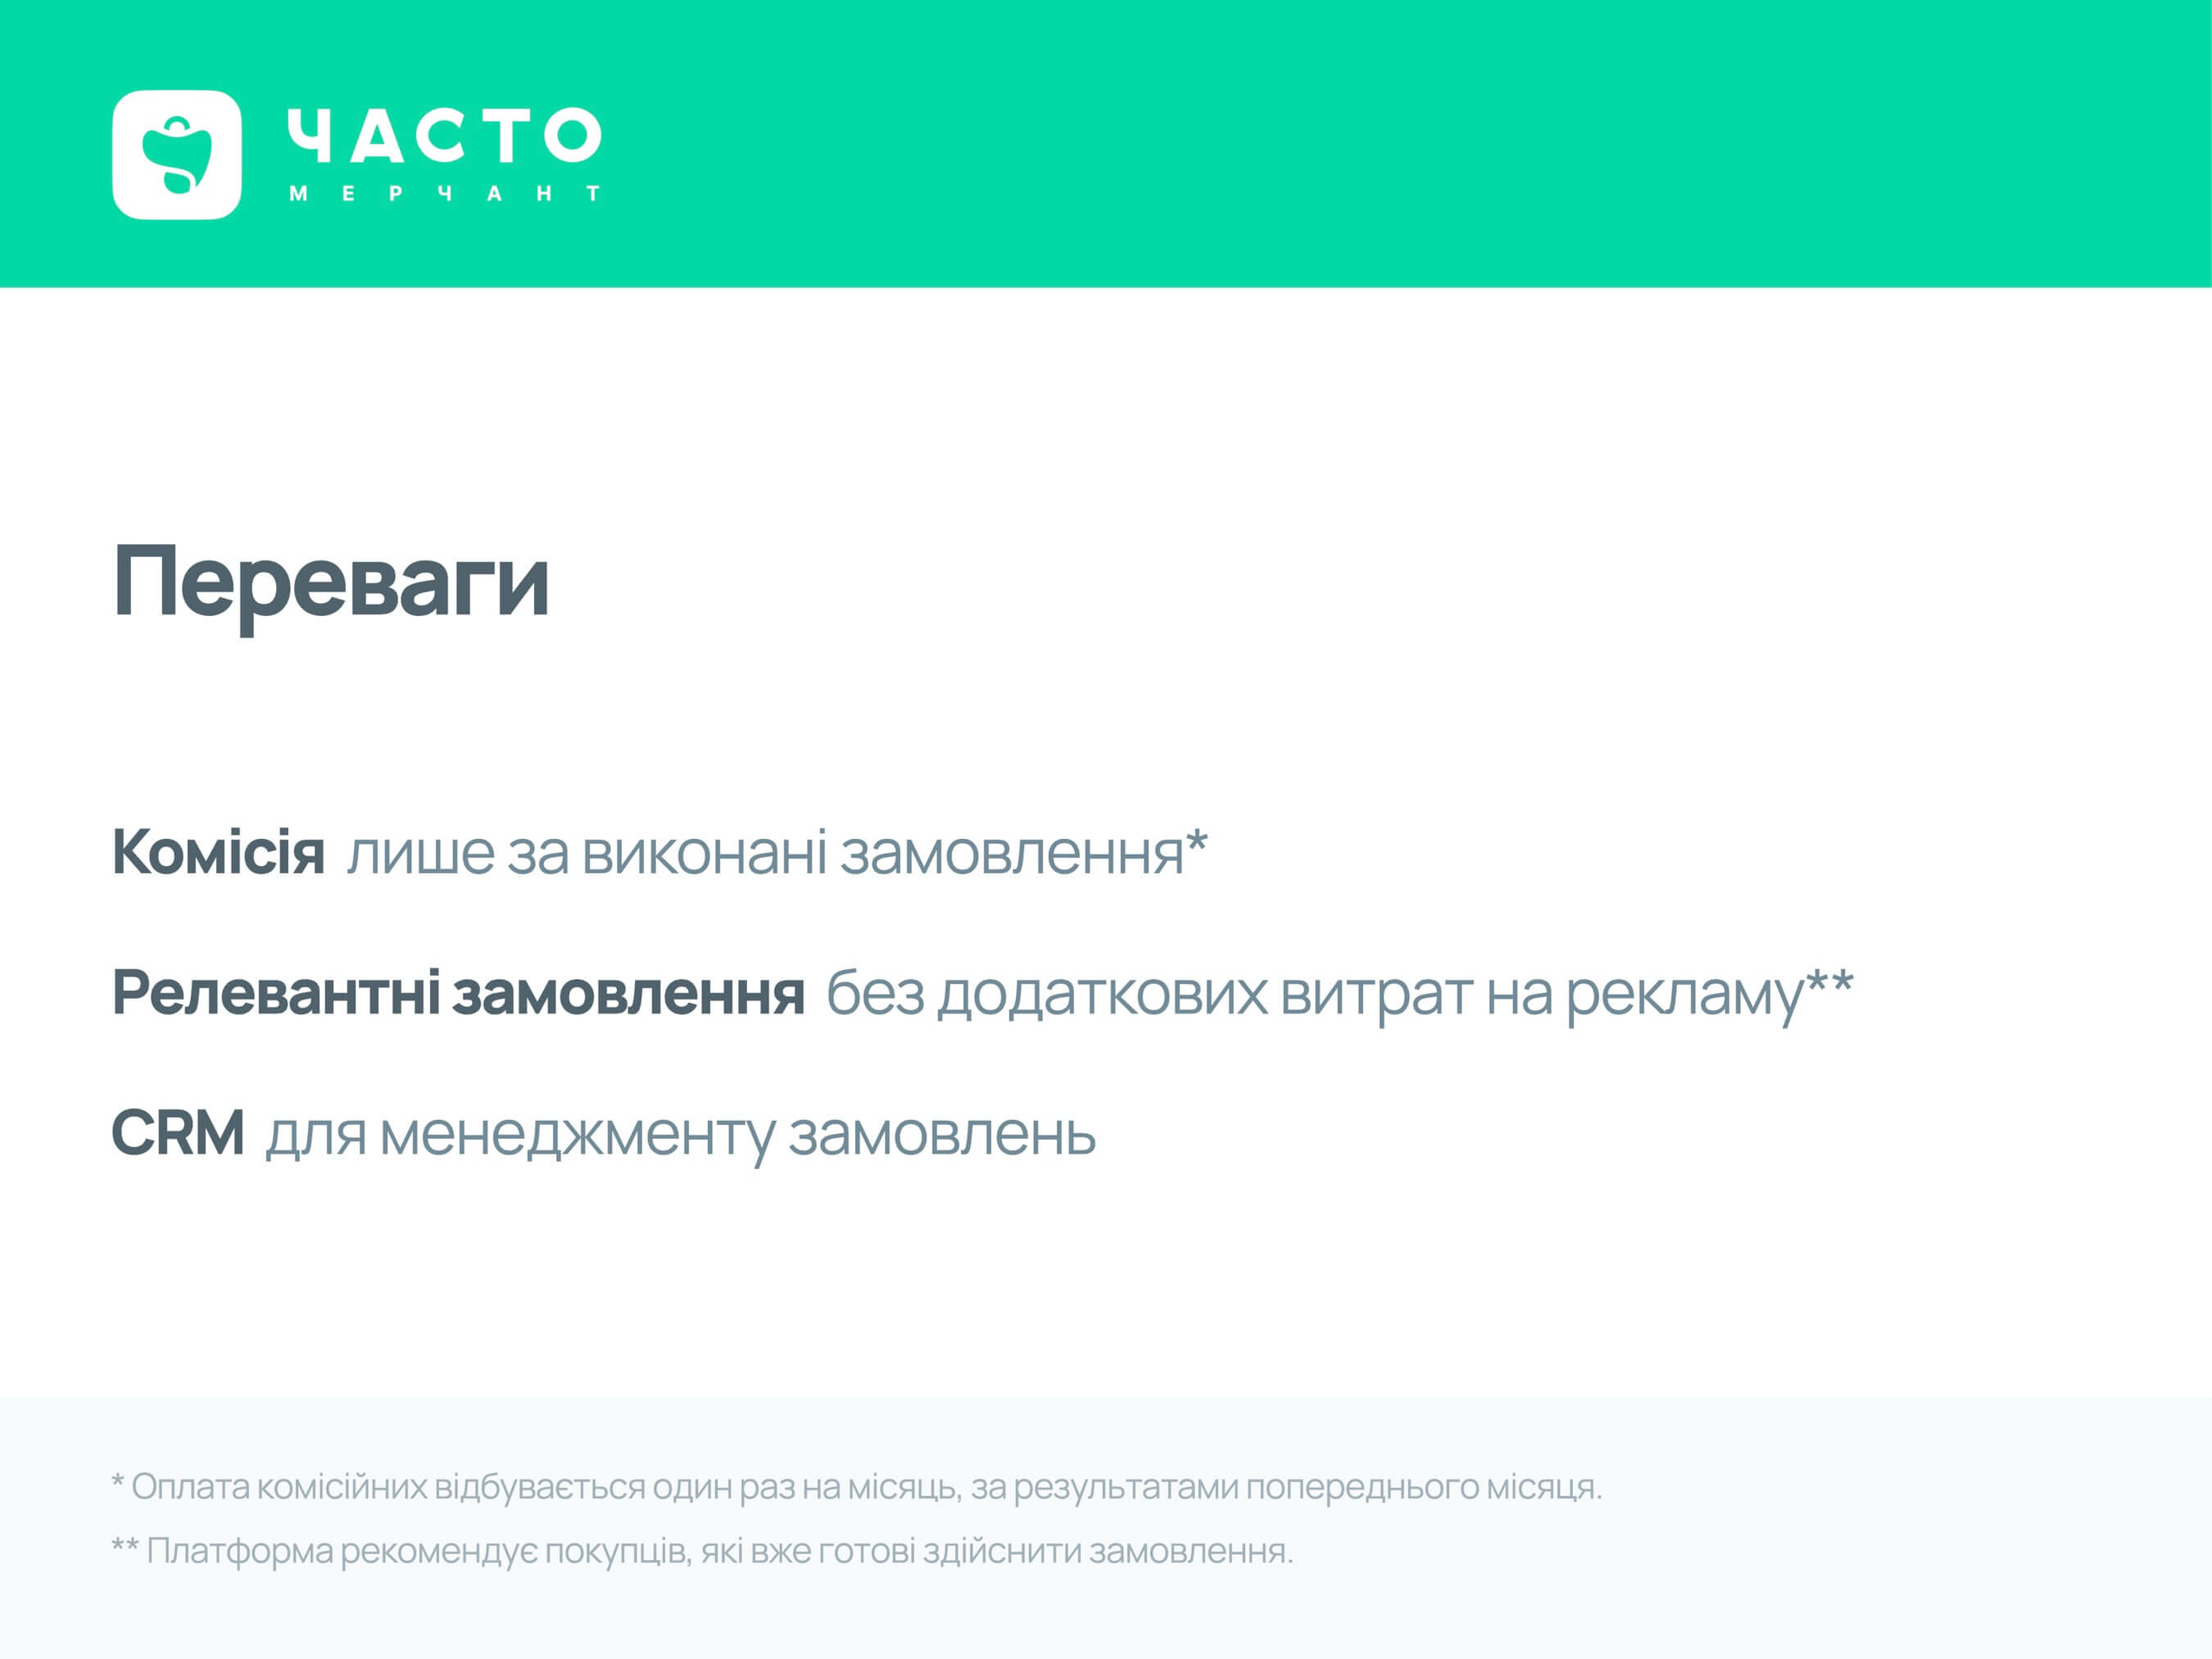 ЧАСТО
МЕРЧАНТ
Переваги
Комісія лише за виконані замовлення*
Релевантні замовлення без додаткових витрат на рекламу**
CRM для менеджменту замовлень
* Оплата комісійних відбувається один раз на місяць, за результатами попереднього місяця.
** Платформа рекомендує покупців, які вже готові здійснити замовлення.